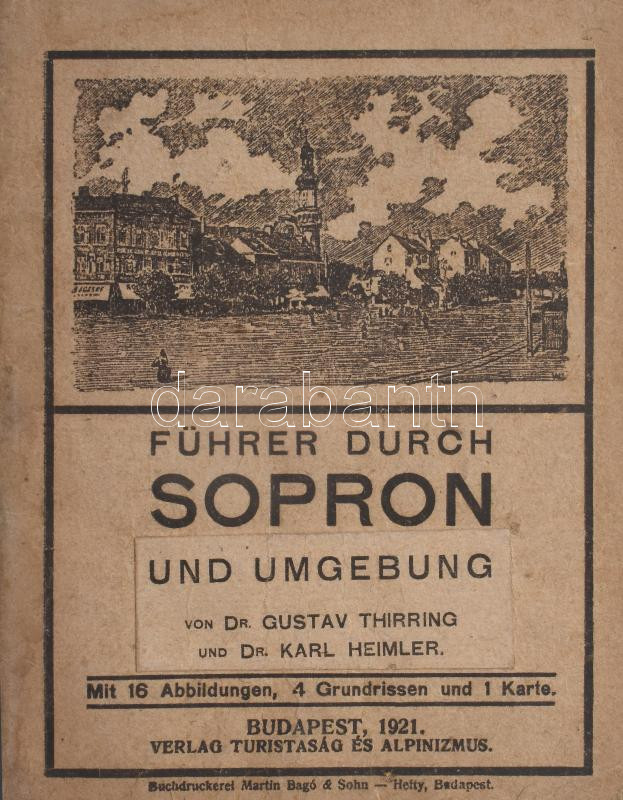 darabanth
FÜHRER DURCH
SOPRON
UND UMGEBUNG
VON DR. GUSTAV THIRRING
UND DR. KARL HEIMLER.
Mit 16 Abbildungen, 4 Grundrissen und 1 Karte.
BUDAPEST, 1921.
VERLAG TURISTASÁG ÉS ALPINIZMUS.
Buchdruckerei Martin Bagó & Sohn — Hefty, Budapest.